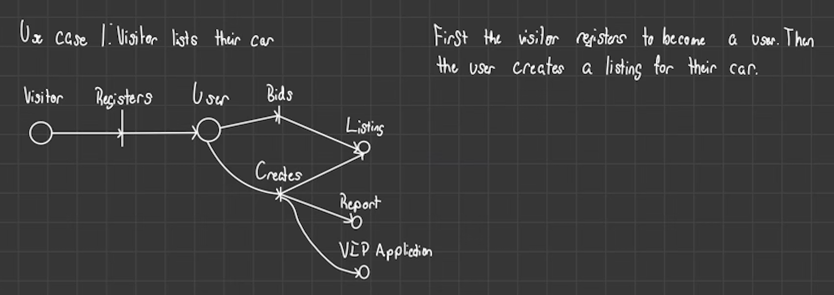 Use case 1: Visitor lists their car
First the visitor registers to become a user. Then
the user creates a listing for their car.
Visitor
Registers
User
Bids
Listing
Creates
Report
VIP Appliction